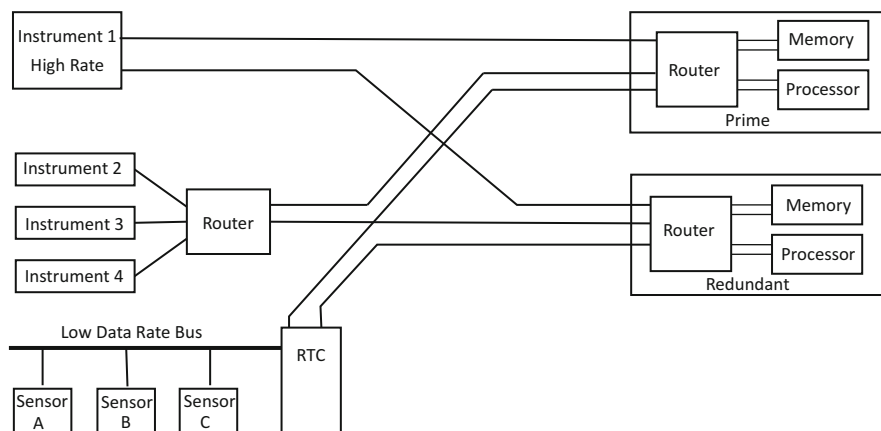 Instrument 1
High Rate
Instrument 2
Instrument 3
Instrument 4
Router
Low Data Rate Bus
Sensor
A
Sensor
B
Sensor
C
RTC
Router
Memory
Processor
Prime
Router
Memory
Processor
Redundant